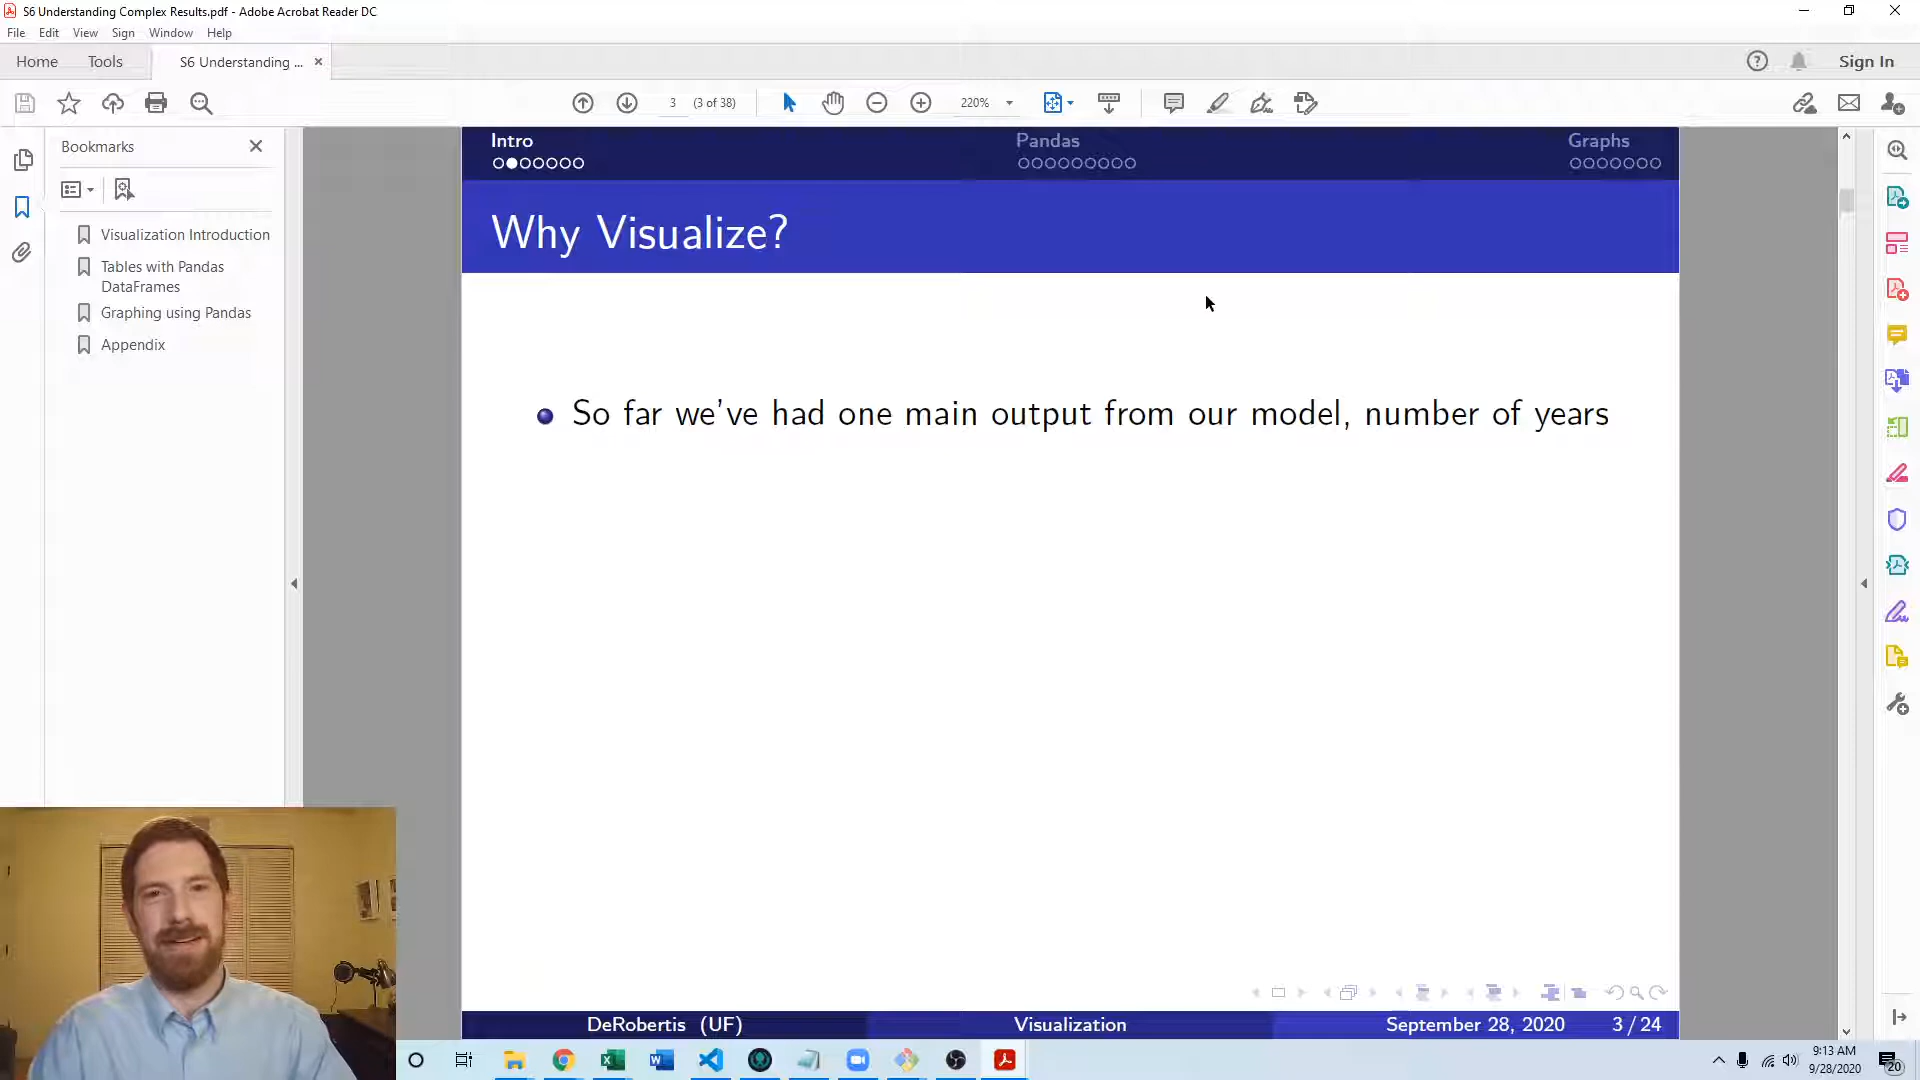 S6 Understanding Complex Results.pdf - Adobe Acrobat Reader DC
File Edit View Sign Window Help
Home Tools S6 Understanding ... Sign In
3 (3 of 38) 220%
Bookmarks
Visualization Introduction
Tables with Pandas
DataFrames
Graphing using Pandas
Appendix
Intro Pandas Graphs
Why Visualize?
So far we've had one main output from our model, number of years
DeRobertis (UF) Visualization September 28, 2020 3 / 24
9:13 AM
9/28/2020
20